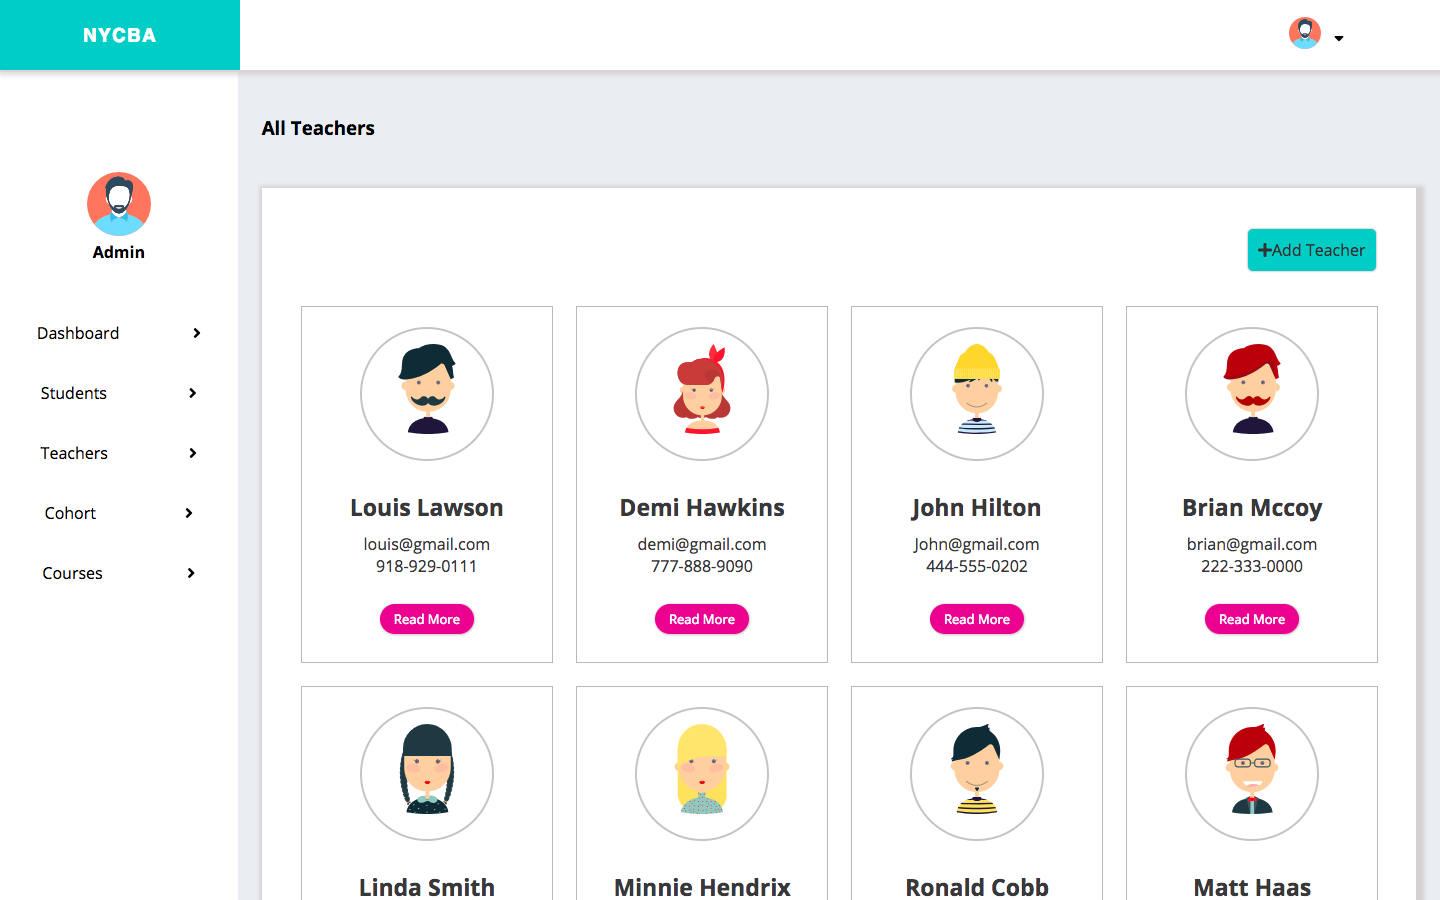 NYCBA
All Teachers
Admin
Dashboard
Students
Teachers
Cohort
Courses
+Add Teacher
Louis Lawson
louis@gmail.com
918-929-0111
Read More
Demi Hawkins
demi@gmail.com
777-888-9090
Read More
John Hilton
John@gmail.com
444-555-0202
Read More
Brian Mccoy
brian@gmail.com
222-333-0000
Read More
Linda Smith
Minnie Hendrix
Ronald Cobb
Matt Haas